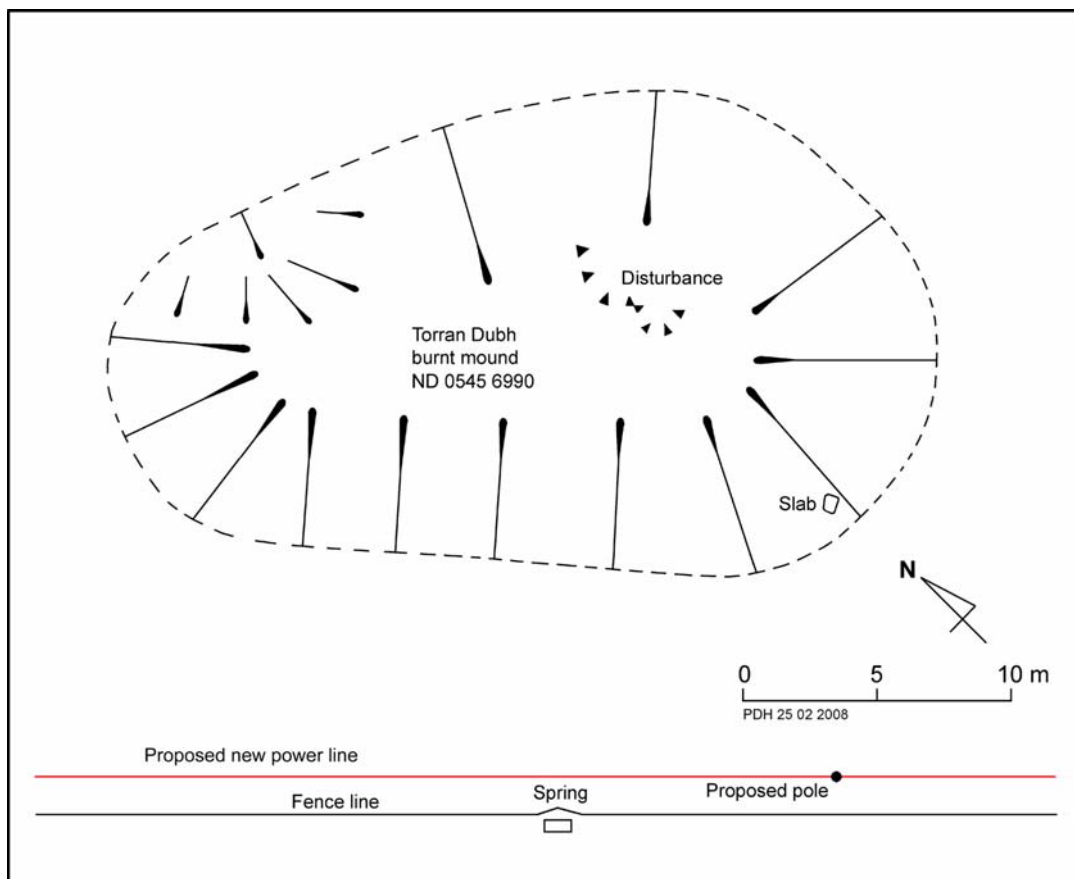 Disturbance
Torran Dubh
burnt mound
ND 0545 6990
Slab
N
0 5 10 m
PDH 25 02 2008
Proposed new power line
Proposed pole
Fence line
Spring